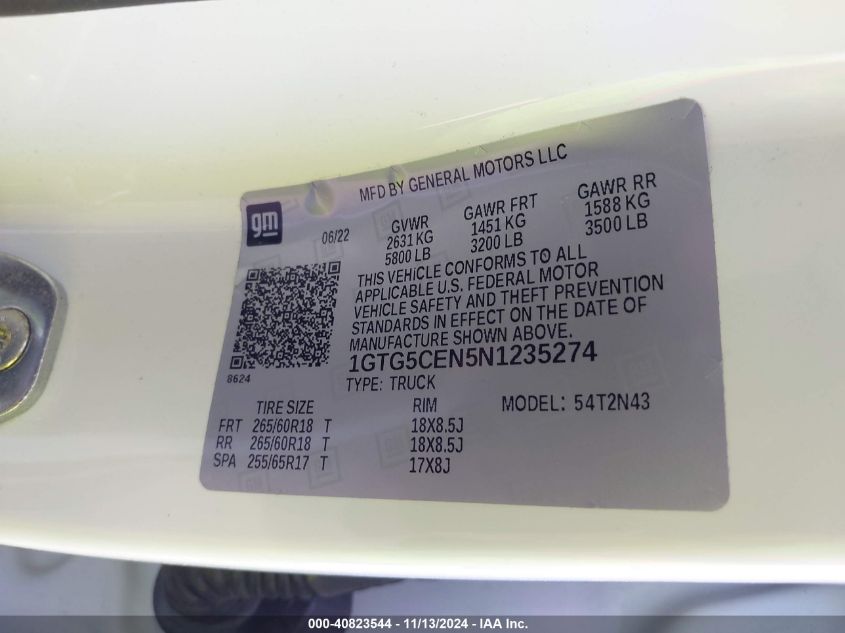 MFD BY GENERAL MOTORS LLC
gm
06/22
GVWR GAWR FRT GAWR RR
2631 KG 1451 KG 1588 KG
5800 LB 3200 LB 3500 LB
THIS VEHICLE CONFORMS TO ALL
APPLICABLE U.S. FEDERAL MOTOR
VEHICLE SAFETY AND THEFT PREVENTION
STANDARDS IN EFFECT ON THE DATE OF
MANUFACTURE SHOWN ABOVE.
1GTG5CEN5N1235274
8624
TYPE: TRUCK
TIRE SIZE RIM MODEL: 54T2N43
FRT 265/60R18 T 18X8.5J
RR 265/60R18 T 18X8.5J
SPA 255/65R17 T 17X8J
000-40823544 - 11/13/2024 - IAA Inc.